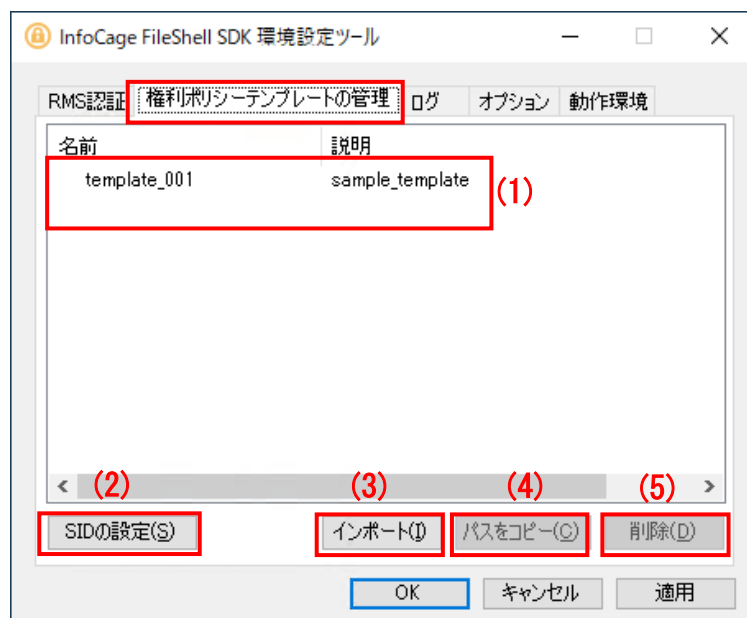 InfoCage FileShell SDK 環境設定ツール
RMS認証 権利ポリシーテンプレートの管理 ログ オプション 動作環境
名前 説明
template_001 sample_template (1)
(2) (3) (4) (5)
SIDの設定(S) インポート(I) パスをコピー(C) 削除(D)
OK キャンセル 適用